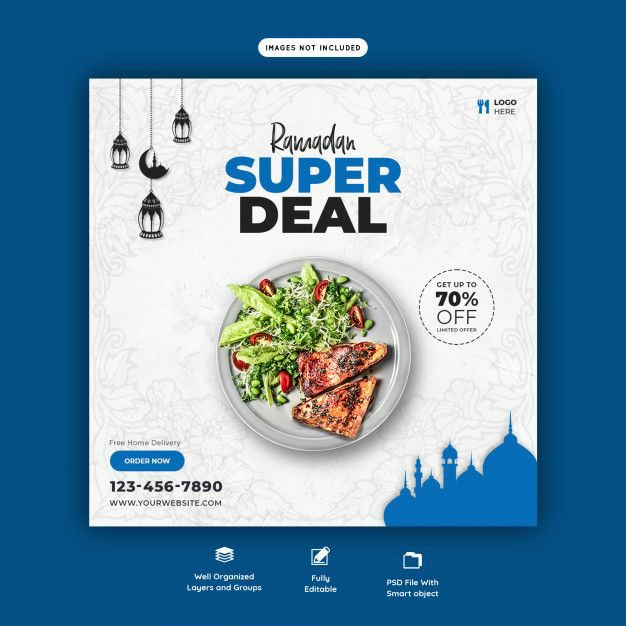 IMAGES NOT INCLUDED
LOGO
HERE
Ramadan
SUPER
DEAL
GET UP TO
70%
OFF
LIMITED OFFER
Free Home Delivery
ORDER NOW
123-456-7890
WWW.YOURWEBSITE.COM
Well Organized
Layers and Groups
Fully
Editable
PSD File With
Smart object